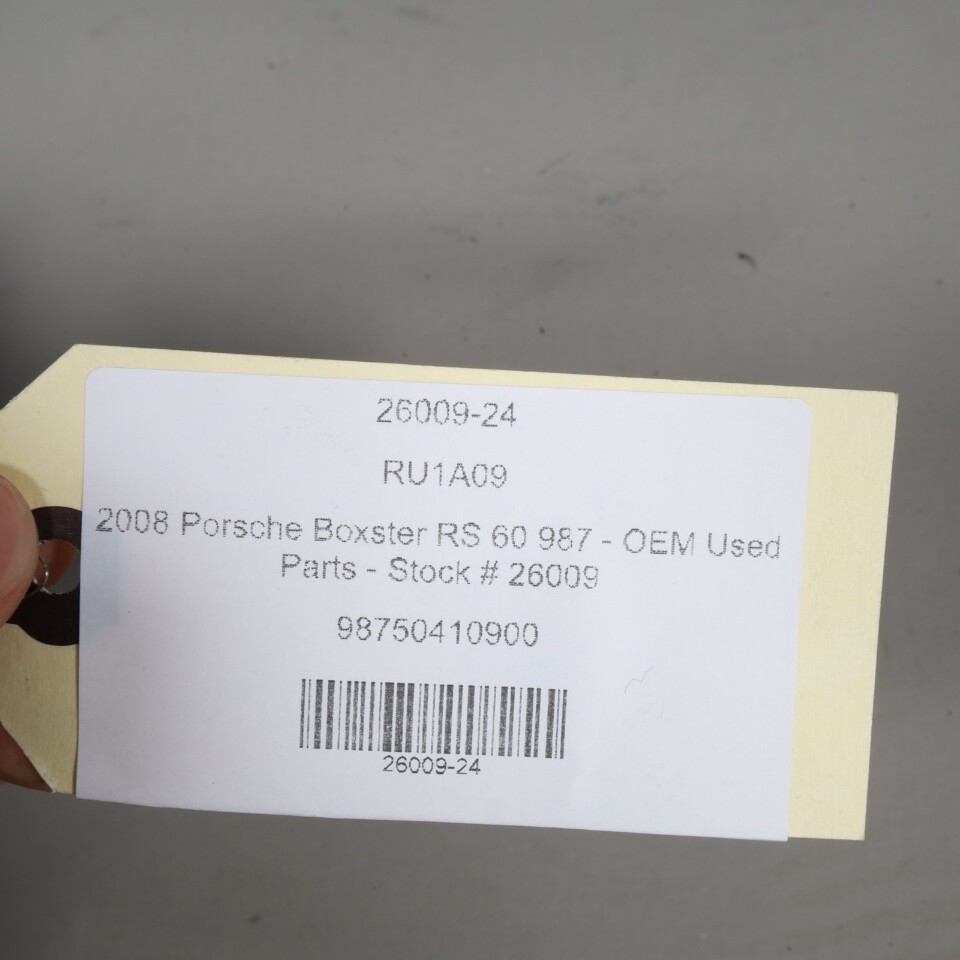 26009-24
RU1A09
2008 Porsche Boxster RS 60 987 - OEM Used
Parts - Stock # 26009
98750410900
26009-24